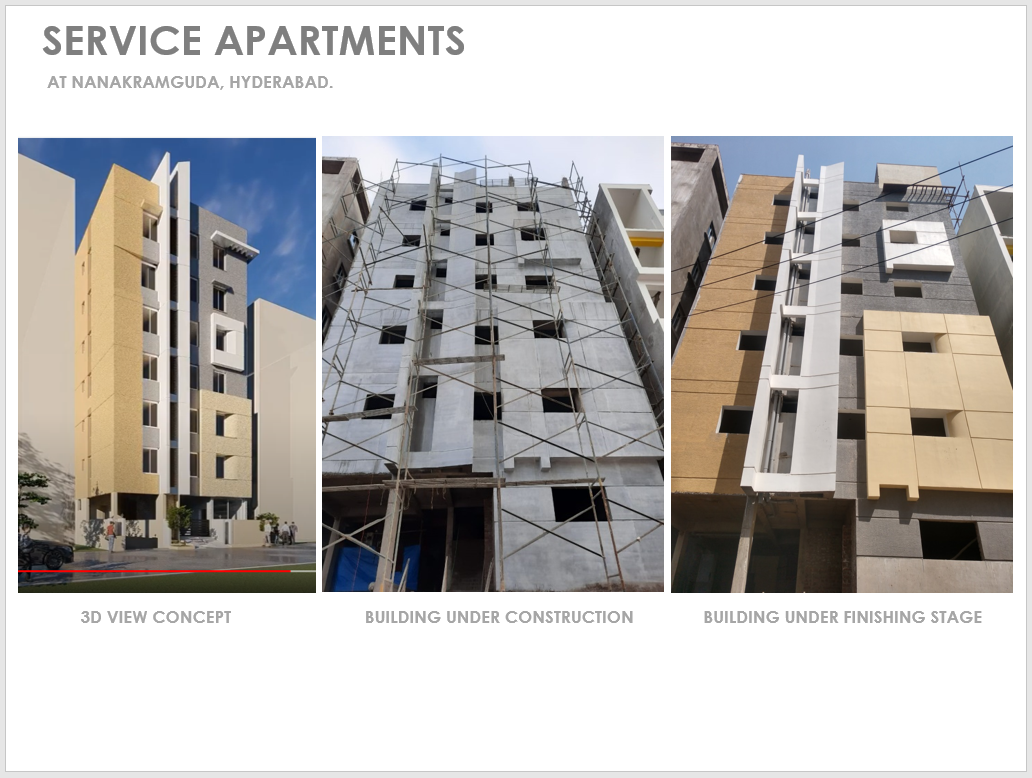 SERVICE APARTMENTS
AT NANAKRAMGUDA, HYDERABAD.
3D VIEW CONCEPT
BUILDING UNDER CONSTRUCTION
BUILDING UNDER FINISHING STAGE